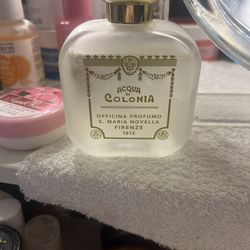 ACQUA
DI
COLONIA
OFFICINA PROFUMO
S. MARIA NOVELLA
FIRENZE
1612